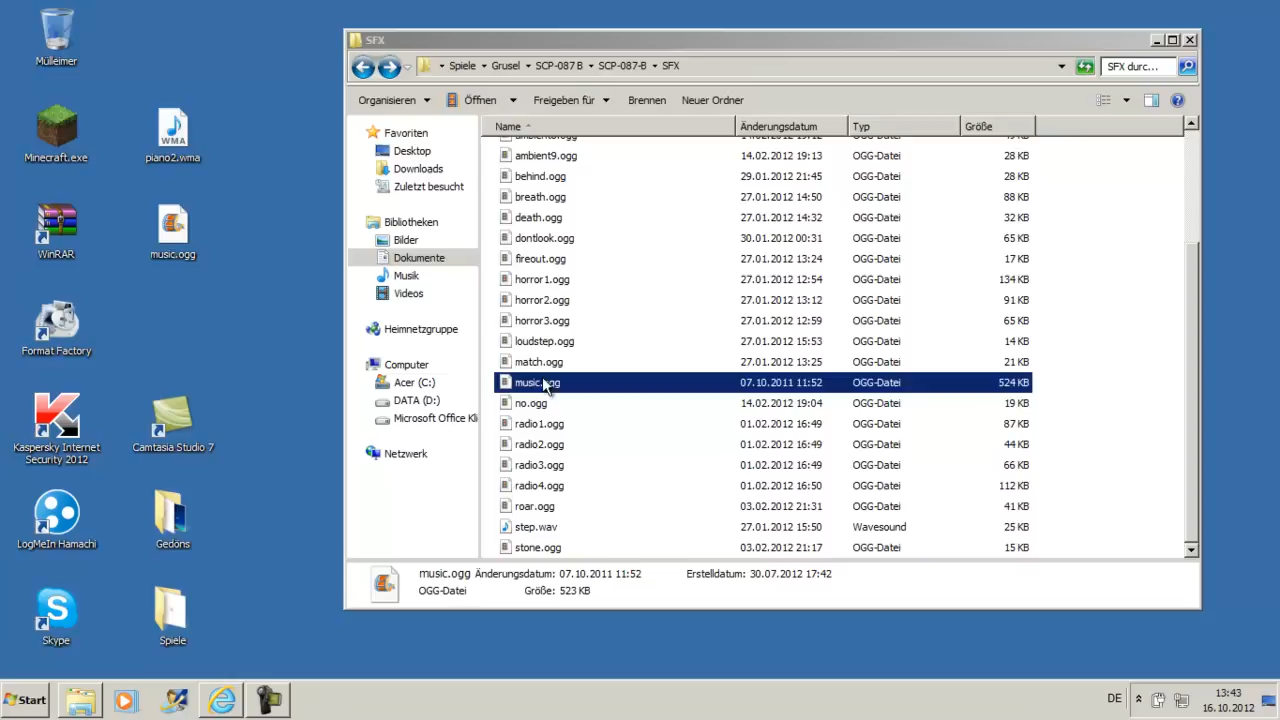 Mülleimer
Minecraft.exe
piano2.wma
WMA
WinRAR
music.ogg
Format Factory
Kaspersky Internet
Security 2012
Camtasia Studio 7
LogMeIn Hamachi
Gedöns
Skype
Spiele
SFX
Spiele
Grusel
SCP-087 B
SCP-087-B
SFX
SFX durc...
Organisieren
Öffnen
Freigeben für
Brennen
Neuer Ordner
Favoriten
Desktop
Downloads
Zuletzt besucht
Bibliotheken
Bilder
Dokumente
Musik
Videos
Heimnetzgruppe
Computer
Acer (C:)
DATA (D:)
Microsoft Office Kli
Netzwerk
Name Änderungsdatum Typ Größe
ambient9.ogg 14.02.2012 19:13 OGG-Datei 28 KB
behind.ogg 29.01.2012 21:45 OGG-Datei 28 KB
breath.ogg 27.01.2012 14:50 OGG-Datei 88 KB
death.ogg 27.01.2012 14:32 OGG-Datei 32 KB
dontlook.ogg 30.01.2012 00:31 OGG-Datei 65 KB
fireout.ogg 27.01.2012 13:24 OGG-Datei 17 KB
horror1.ogg 27.01.2012 12:54 OGG-Datei 134 KB
horror2.ogg 27.01.2012 13:12 OGG-Datei 91 KB
horror3.ogg 27.01.2012 12:59 OGG-Datei 65 KB
loudstep.ogg 27.01.2012 15:53 OGG-Datei 14 KB
match.ogg 27.01.2012 13:25 OGG-Datei 21 KB
music.ogg 07.10.2011 11:52 OGG-Datei 524 KB
no.ogg 14.02.2012 19:04 OGG-Datei 19 KB
radio1.ogg 01.02.2012 16:49 OGG-Datei 87 KB
radio2.ogg 01.02.2012 16:49 OGG-Datei 44 KB
radio3.ogg 01.02.2012 16:49 OGG-Datei 66 KB
radio4.ogg 01.02.2012 16:50 OGG-Datei 112 KB
roar.ogg 03.02.2012 21:31 OGG-Datei 41 KB
step.wav 27.01.2012 15:50 Wavesound 25 KB
stone.ogg 03.02.2012 21:17 OGG-Datei 15 KB
music.ogg Änderungsdatum: 07.10.2011 11:52 Erstelldatum: 30.07.2012 17:42
OGG-Datei Größe: 523 KB
Start
DE
13:43
16.10.2012